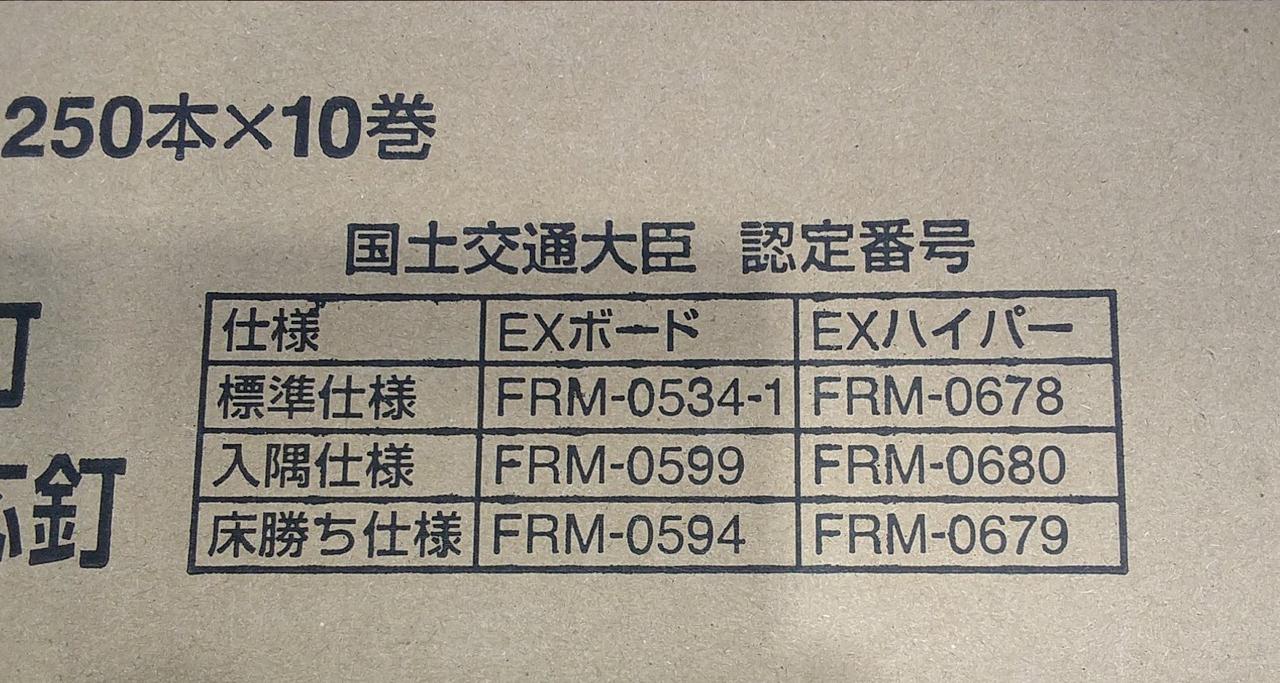 250本×10巻
国土交通大臣 認定番号
仕様 EXボード EXハイパー
標準仕様 FRM-0534-1 FRM-0678
入隅仕様 FRM-0599 FRM-0680
釘
床勝ち仕様 FRM-0594 FRM-0679